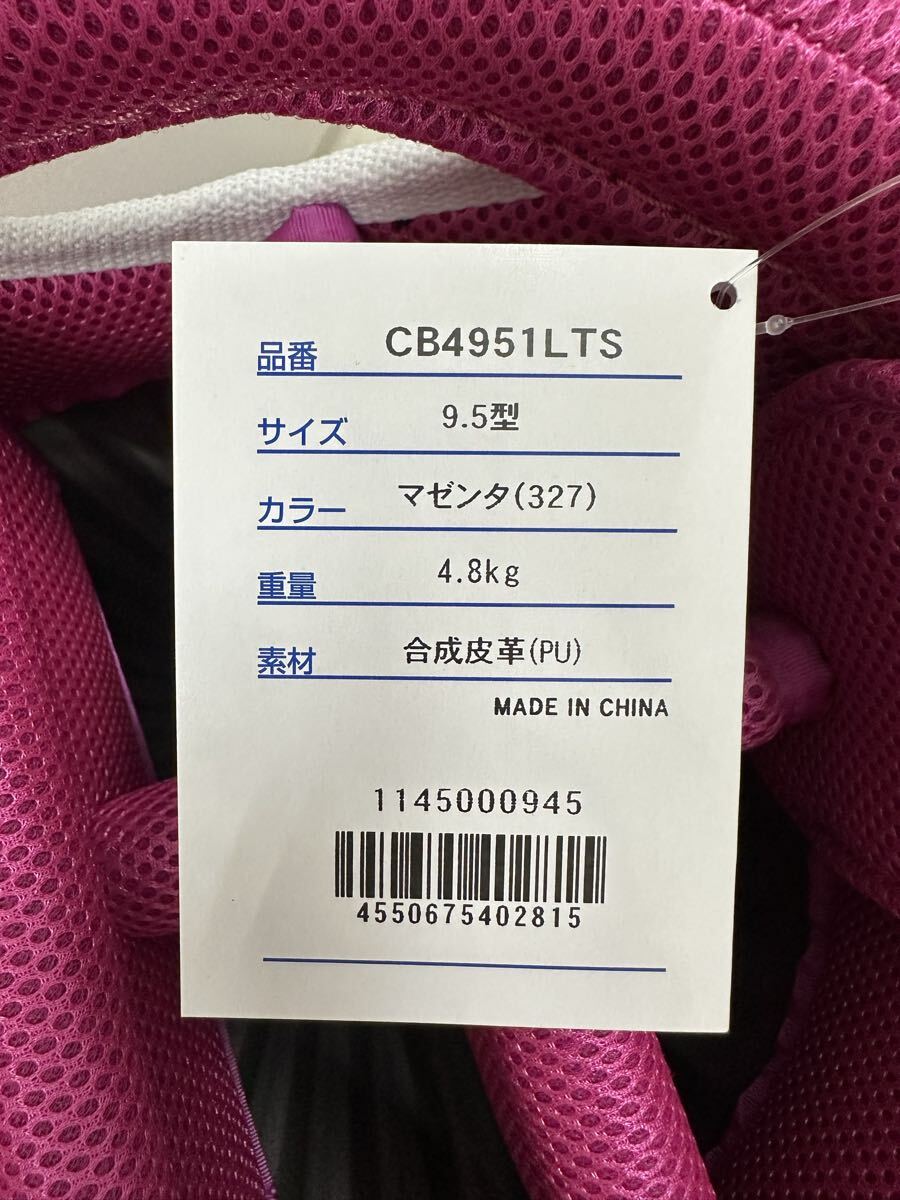 品番 CB4951LTS
サイズ 9.5型
カラー マゼンタ(327)
重量 4.8kg
素材 合成皮革(PU)
MADE IN CHINA
1145000945
4550675402815